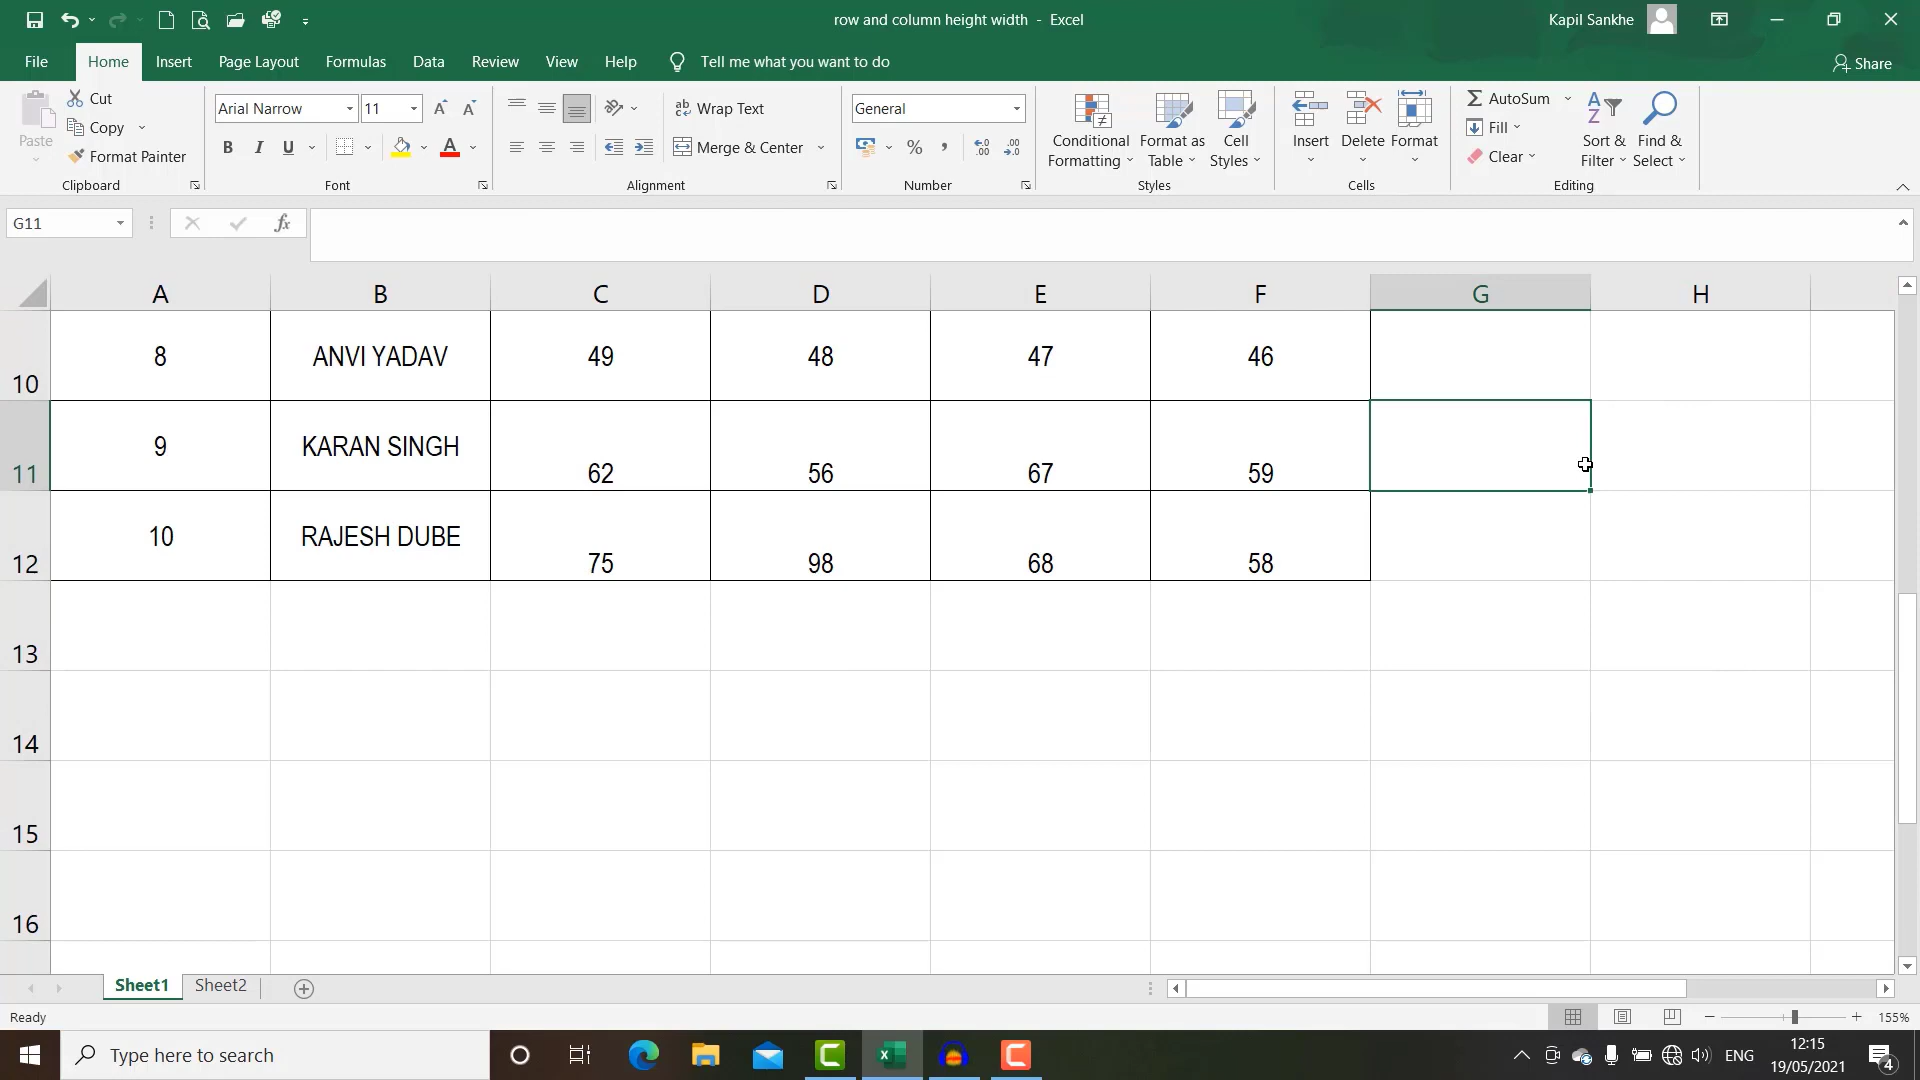 row and column height width - Excel
Kapil Sankhe
File Home Insert Page Layout Formulas Data Review View Help Tell me what you want to do Share
Paste
Cut
Copy
Format Painter
Clipboard
Arial Narrow 11
B I U
Font
ab Wrap Text
Merge & Center
Alignment
General
% ,
Number
Conditional Formatting
Format as Table
Cell Styles
Styles
Insert Delete Format
Cells
AutoSum
Fill
Clear
Sort & Filter
Find & Select
Editing
G11 fx
A B C D E F G H
10 8 ANVI YADAV 49 48 47 46
11 9 KARAN SINGH 62 56 67 59
12 10 RAJESH DUBE 75 98 68 58
13
14
15
16
Sheet1 Sheet2
Ready 155%
Type here to search
ENG
12:15
19/05/2021
4